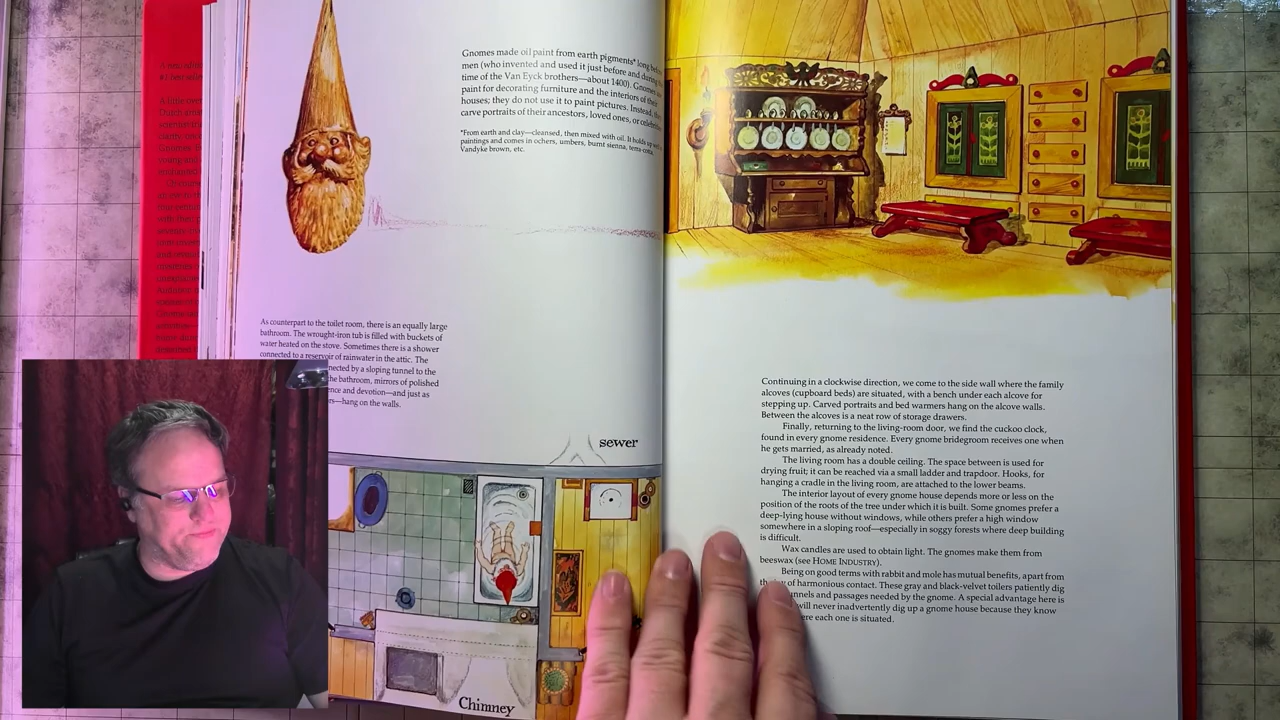 Gnomes made oil paint from earth pigments* long
men (who invented and used it just before and during
time of the Van Eyck brothers—about 1400). Gnomes
paint for decorating furniture and the interiors of their
houses; they do not use it to paint pictures. Instead,
carve portraits of their ancestors, loved ones, or
*From earth and clay—cleansed, then mixed with oil. It holds up
paintings and comes in ochers, umbers, burnt sienna, terra-cotta
Vandyke brown, etc.
As counterpart to the toilet room, there is an equally large
bathroom. The wrought-iron tub is filled with buckets of
water heated on the stove. Sometimes there is a shower
connected to a reservoir of rainwater in the attic. The
nected by a sloping tunnel to the
the bathroom, mirrors of polished
ence and devotion—and just as
—hang on the walls.
sewer
Chimney
Continuing in a clockwise direction, we come to the side wall where the family
alcoves (cupboard beds) are situated, with a bench under each alcove for
stepping up. Carved portraits and bed warmers hang on the alcove walls.
Between the alcoves is a neat row of storage drawers.
Finally, returning to the living-room door, we find the cuckoo clock,
found in every gnome residence. Every gnome bridegroom receives one when
he gets married, as already noted.
The living room has a double ceiling. The space between is used for
drying fruit; it can be reached via a small ladder and trapdoor. Hooks, for
hanging a cradle in the living room, are attached to the lower beams.
The interior layout of every gnome house depends more or less on the
position of the roots of the tree under which it is built. Some gnomes prefer a
deep-lying house without windows, while others prefer a high window
somewhere in a sloping roof—especially in soggy forests where deep building
is difficult.
Wax candles are used to obtain light. The gnomes make them from
beeswax (see HOME INDUSTRY).
Being on good terms with rabbit and mole has mutual benefits, apart from
of harmonious contact. These gray and black-velvet toilers patiently dig
and passages needed by the gnome. A special advantage here is
will never inadvertently dig up a gnome house because they know
each one is situated.